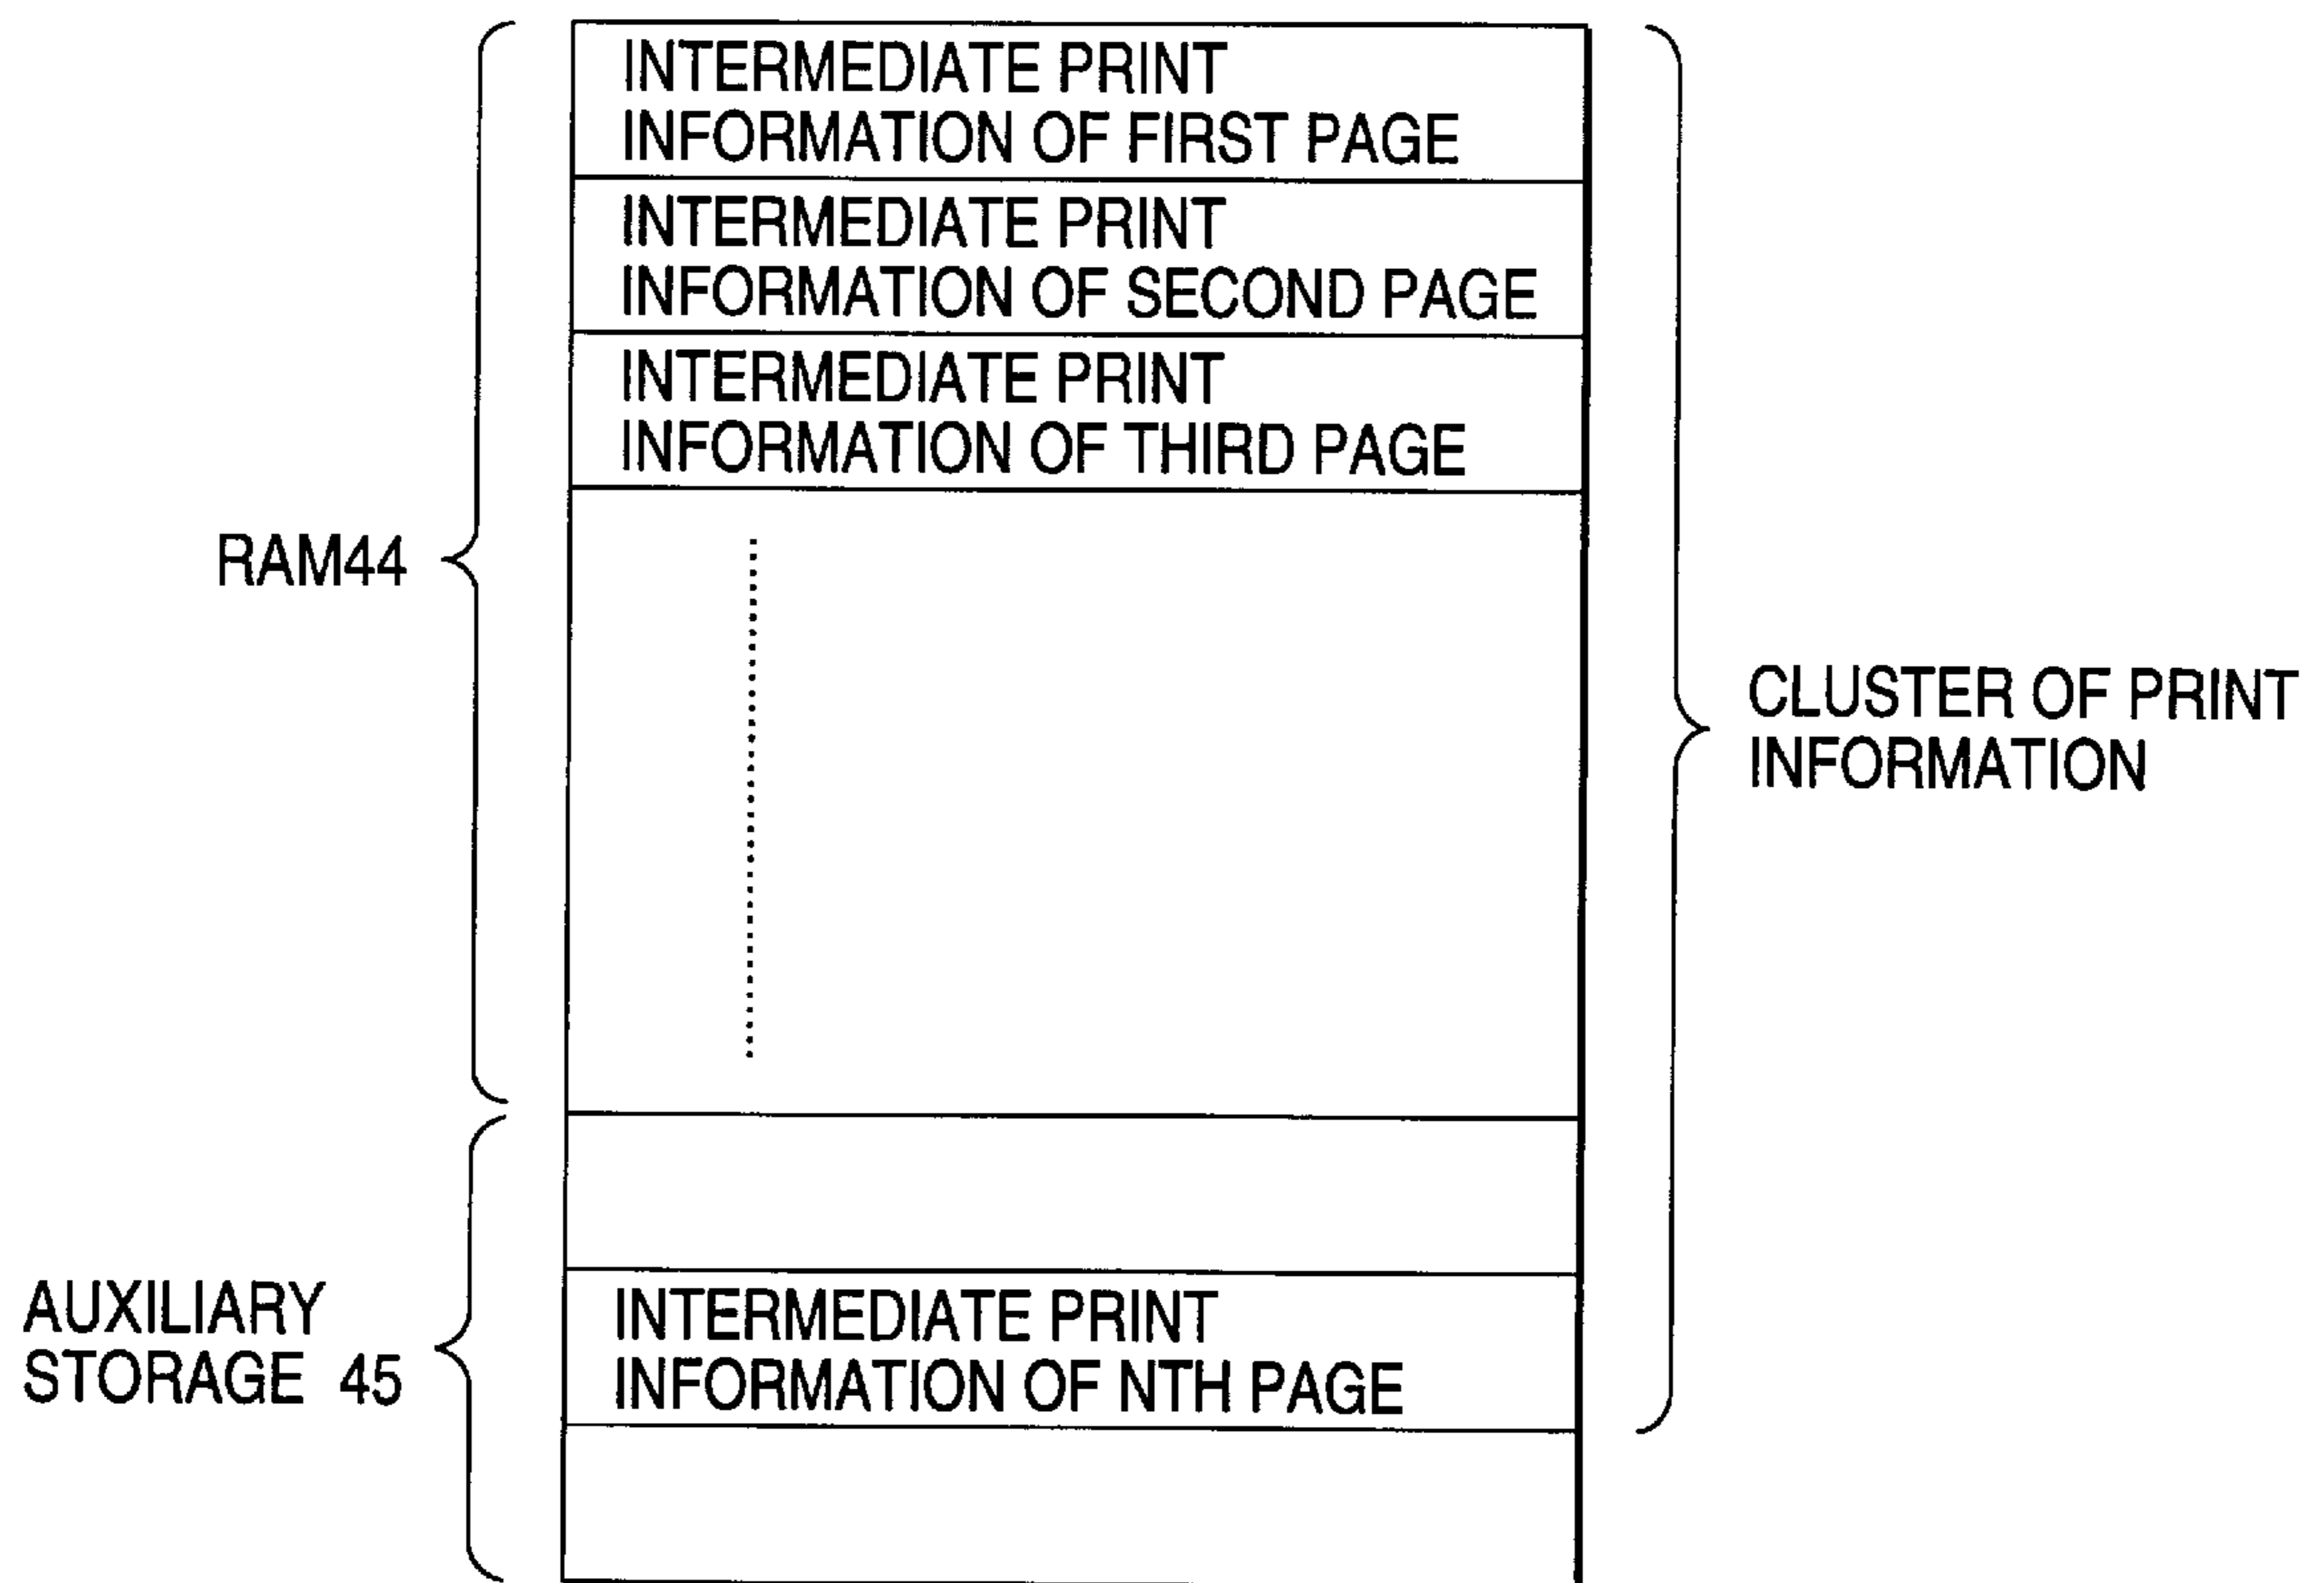 INTERMEDIATE PRINT
INFORMATION OF FIRST PAGE
INTERMEDIATE PRINT
INFORMATION OF SECOND PAGE
INTERMEDIATE PRINT
INFORMATION OF THIRD PAGE
RAM44
CLUSTER OF PRINT
INFORMATION
AUXILIARY
STORAGE 45
INTERMEDIATE PRINT
INFORMATION OF NTH PAGE